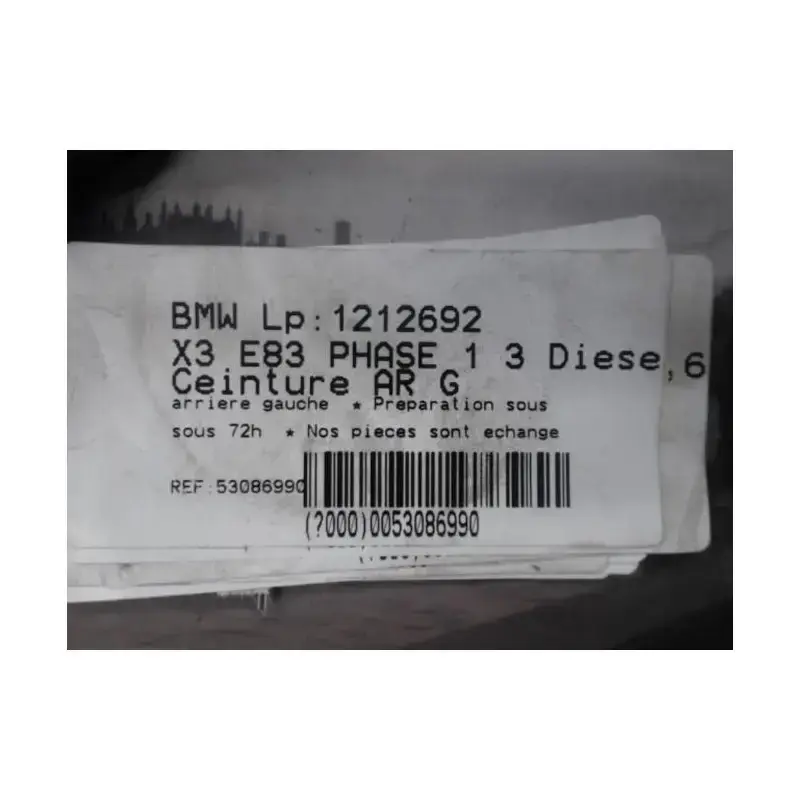 BMW Lp:1212692
X3 E83 PHASE 1 3 Diese,6
Ceinture AR G
arriere gauche * Preparation sous
sous 72h * Nos pieces sont echange
REF:53086990
(?000)0053086990